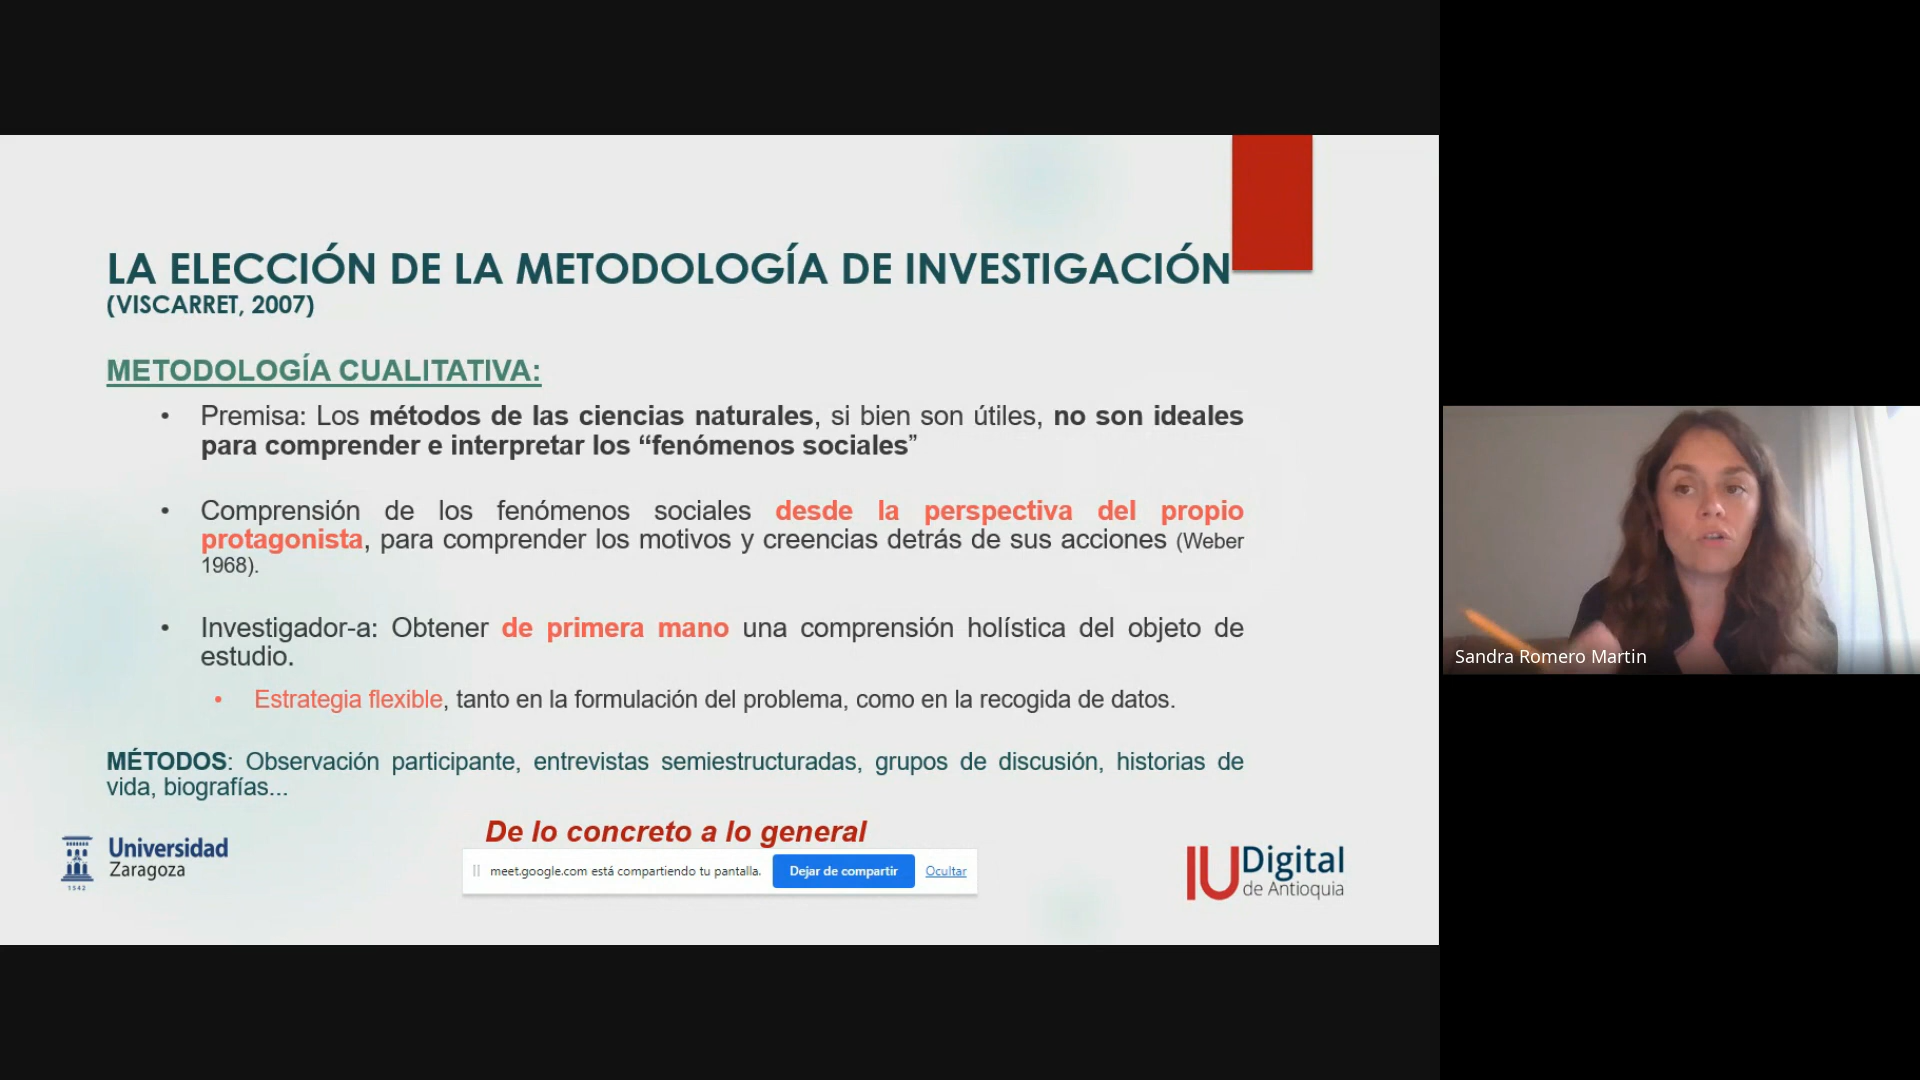 LA ELECCIÓN DE LA METODOLOGÍA DE INVESTIGACIÓN
(VISCARRET, 2007)
METODOLOGÍA CUALITATIVA:
• Premisa: Los métodos de las ciencias naturales, si bien son útiles, no son ideales
para comprender e interpretar los “fenómenos sociales”
• Comprensión de los fenómenos sociales desde la perspectiva del propio
protagonista, para comprender los motivos y creencias detrás de sus acciones (Weber
1968).
• Investigador-a: Obtener de primera mano una comprensión holística del objeto de
estudio.
• Estrategia flexible, tanto en la formulación del problema, como en la recogida de datos.
MÉTODOS: Observación participante, entrevistas semiestructuradas, grupos de discusión, historias de
vida, biografías...
De lo concreto a lo general
Universidad
Zaragoza
1542
meet.google.com está compartiendo tu pantalla. Dejar de compartir Ocultar
IU Digital
de Antioquia
Sandra Romero Martin